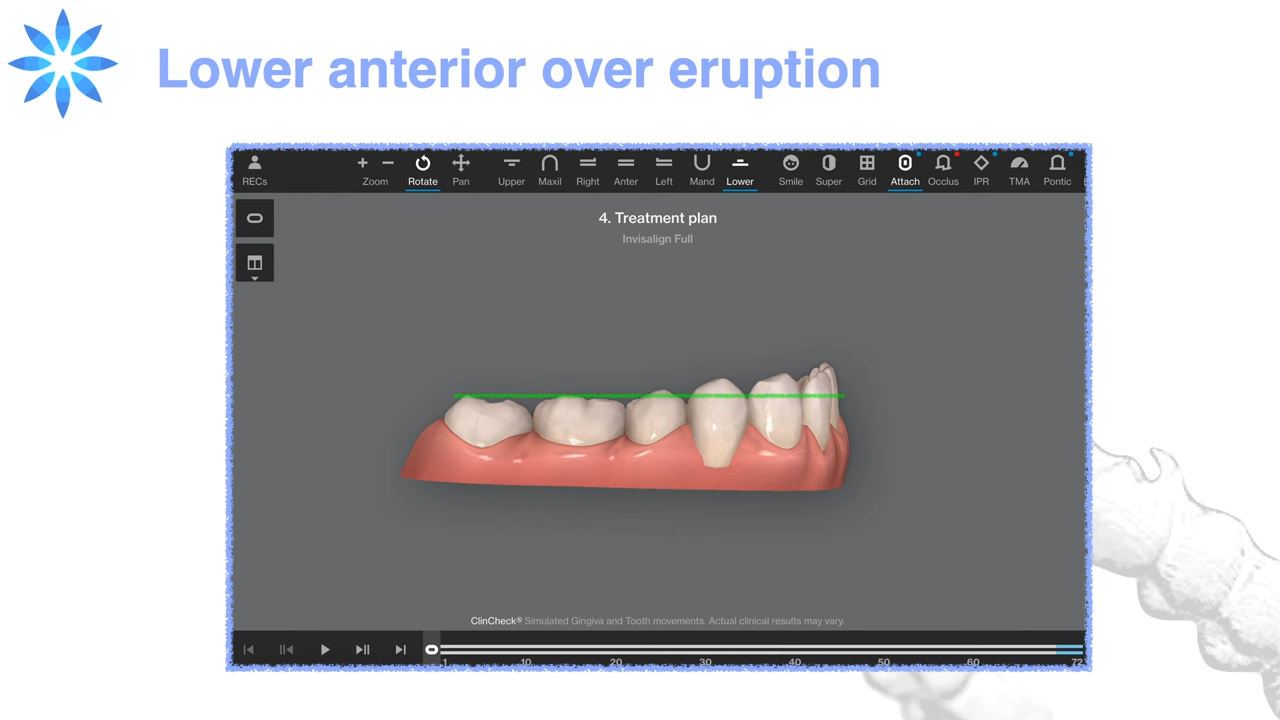 Lower anterior over eruption
RECs
Zoom Rotate Pan Upper Maxil Right Anter Left Mand Lower Smile Super Grid Attach Occlus IPR TMA Pontic
4. Treatment plan
Invisalign Full
ClinCheck® Simulated Gingiva and Tooth movements. Actual clinical results may vary.
1 10 20 30 40 50 60 72